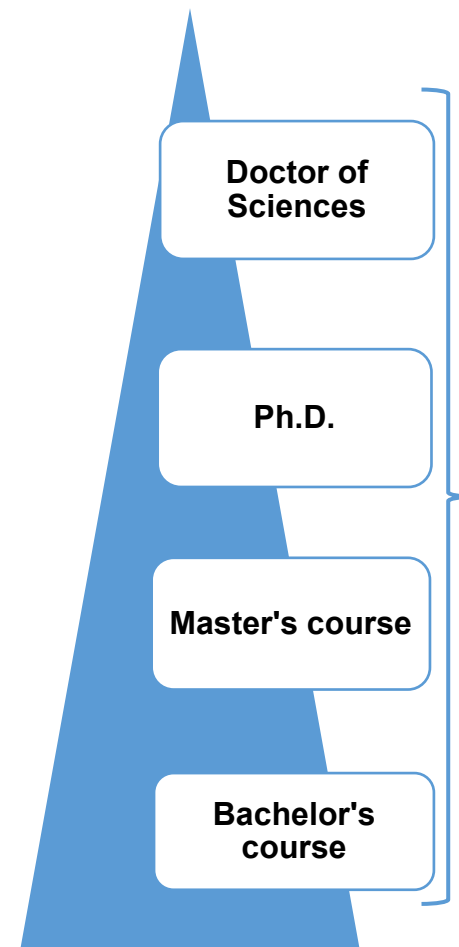 Doctor of
Sciences
Ph.D.
Master's course
Bachelor's
course